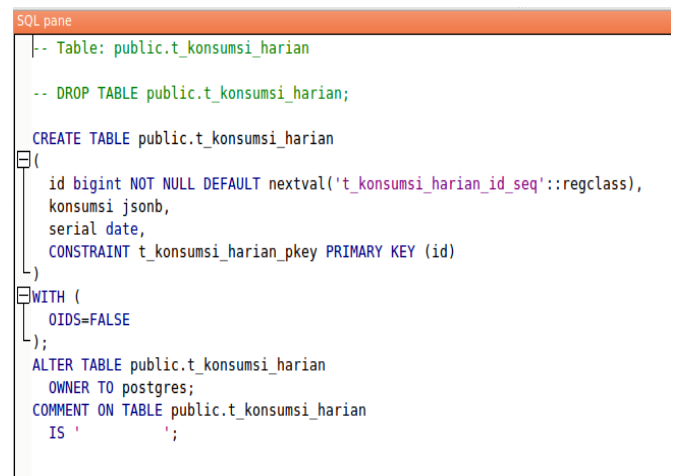 SQL pane
-- Table: public.t_konsumsi_harian
-- DROP TABLE public.t_konsumsi_harian;
CREATE TABLE public.t_konsumsi_harian
(
id bigint NOT NULL DEFAULT nextval('t_konsumsi_harian_id_seq'::regclass),
konsumsi jsonb,
serial date,
CONSTRAINT t_konsumsi_harian_pkey PRIMARY KEY (id)
)
WITH (
OIDS=FALSE
);
ALTER TABLE public.t_konsumsi_harian
OWNER TO postgres;
COMMENT ON TABLE public.t_konsumsi_harian
IS '          ';